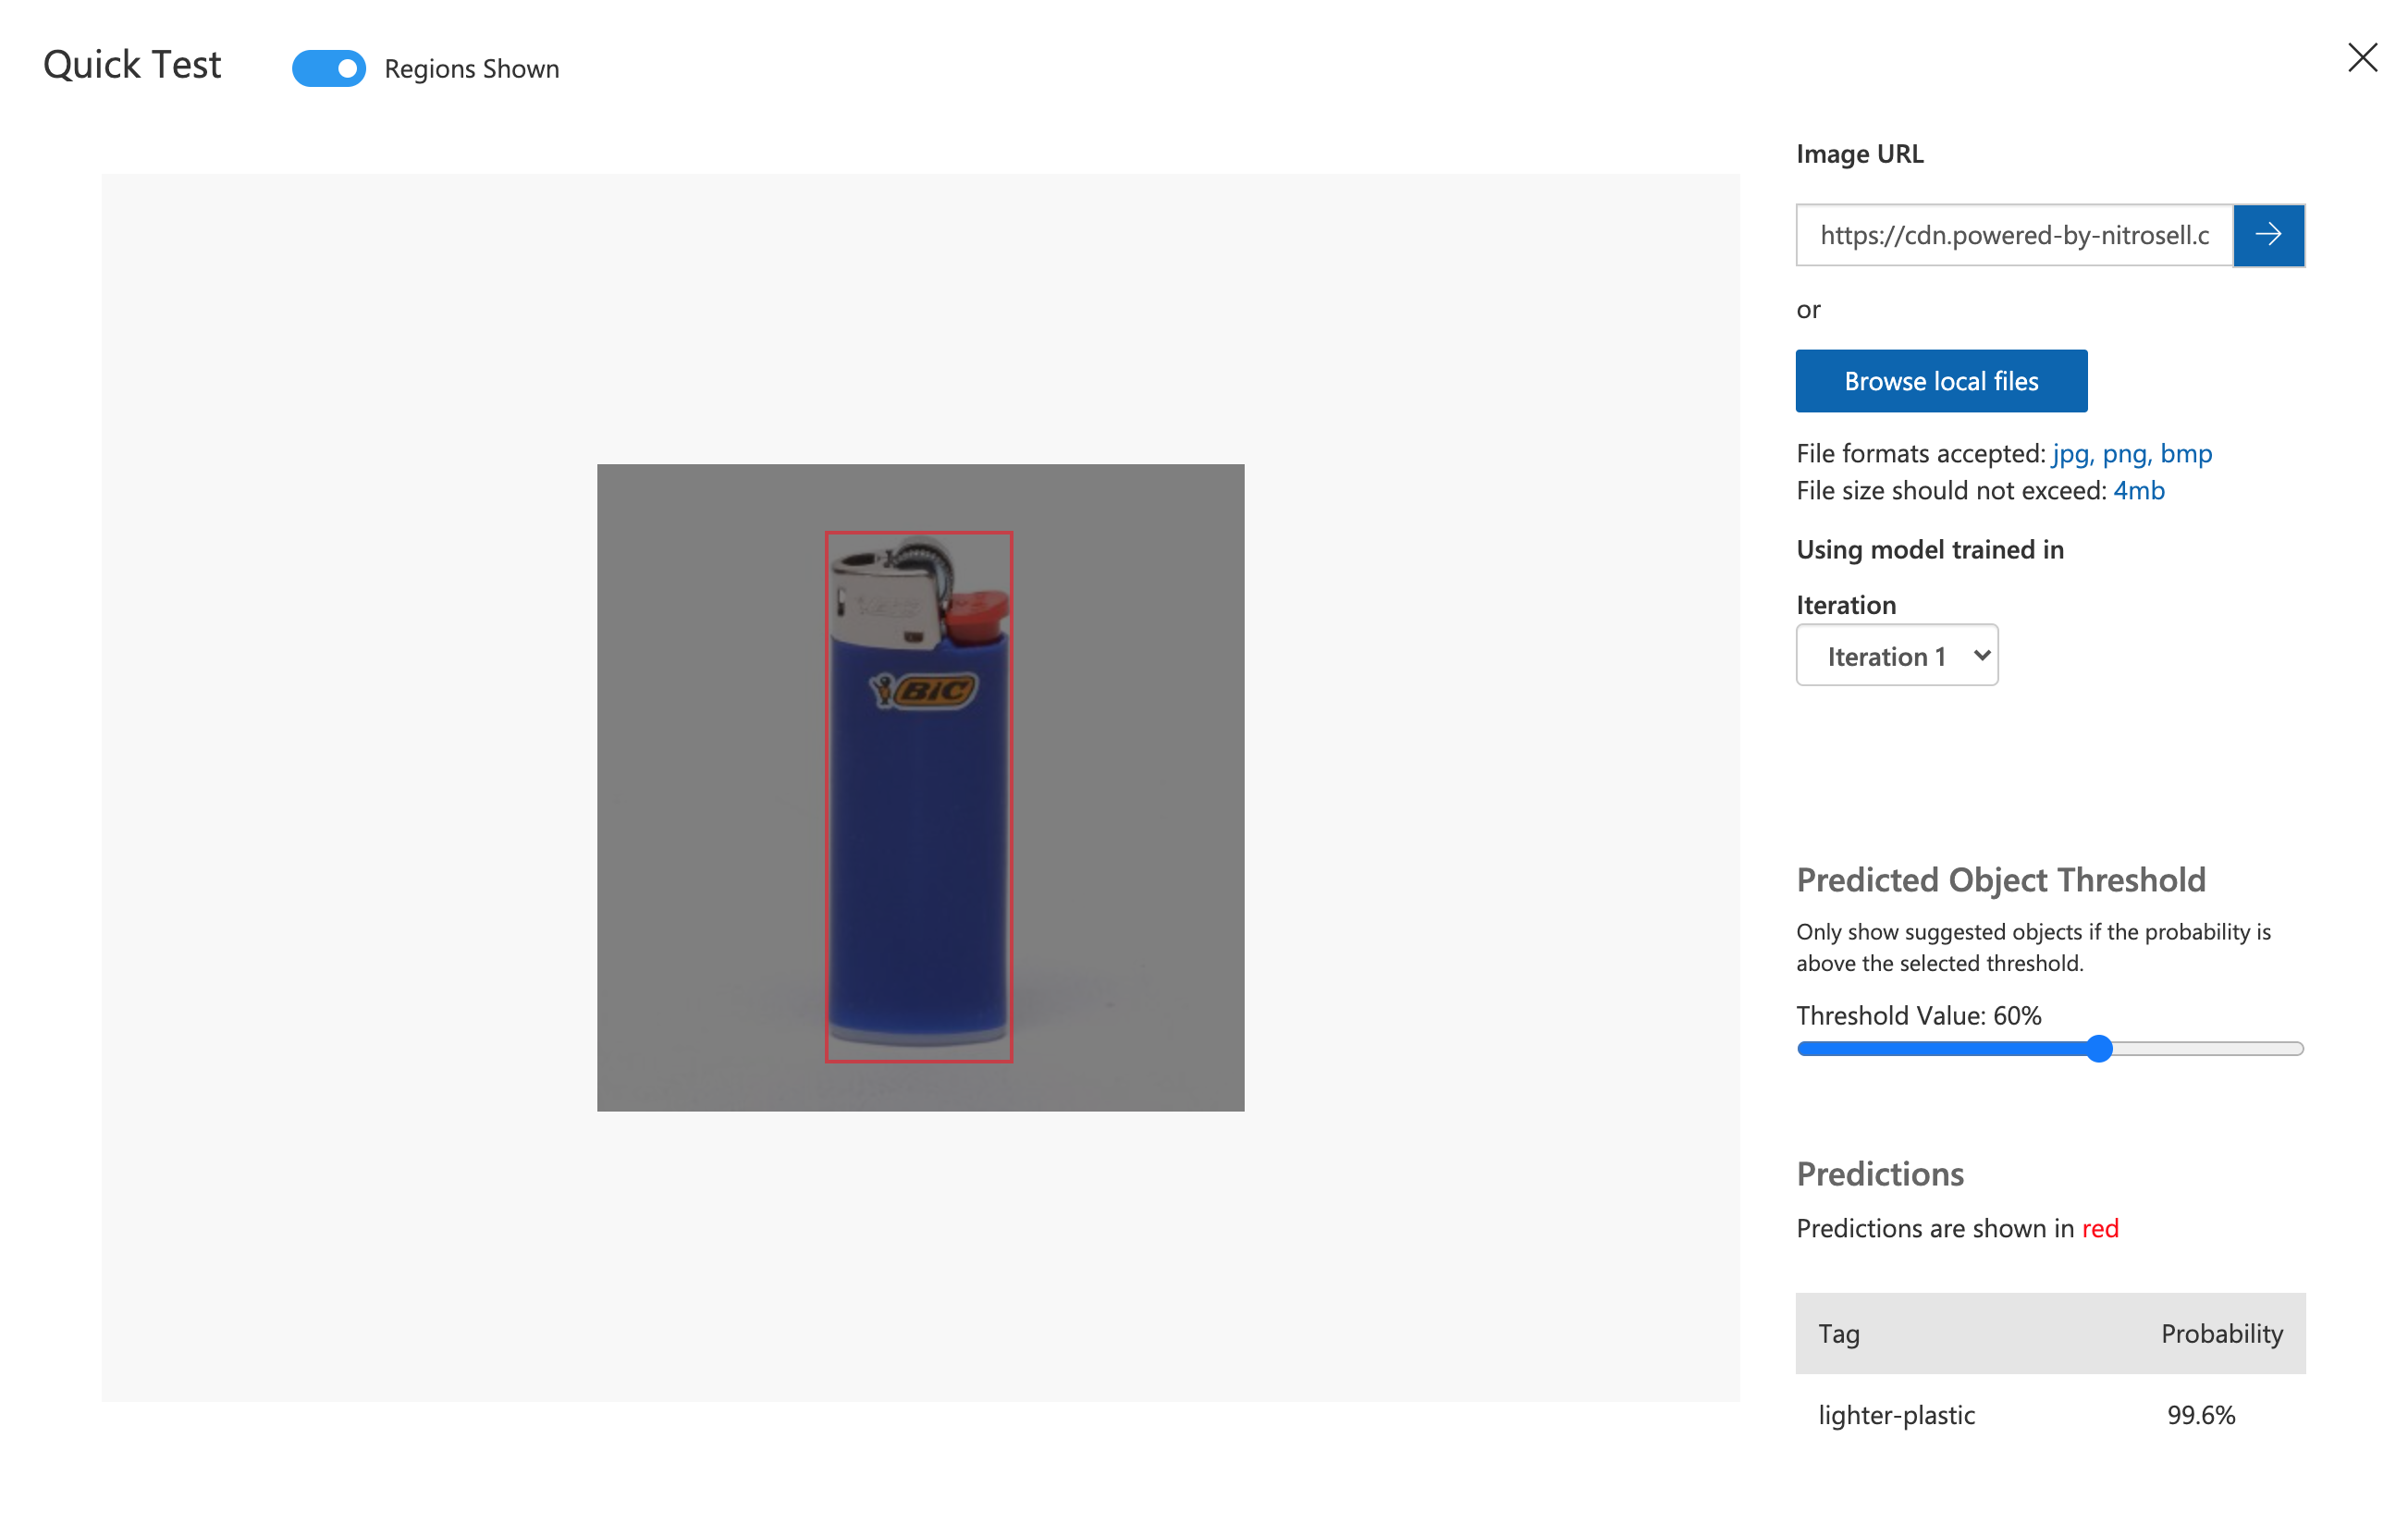 Quick Test
Regions Shown
Image URL
https://cdn.powered-by-nitrosell.c
or
Browse local files
File formats accepted: jpg, png, bmp
File size should not exceed: 4mb
Using model trained in
Iteration
Iteration 1
BIC
Predicted Object Threshold
Only show suggested objects if the probability is
above the selected threshold.
Threshold Value: 60%
Predictions
Predictions are shown in red
Tag Probability
lighter-plastic 99.6%